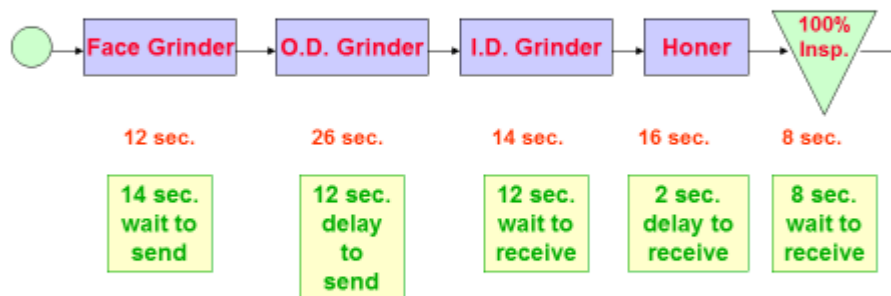 Face Grinder
O.D. Grinder
I.D. Grinder
Honer
100%
Insp.
12 sec.
26 sec.
14 sec.
16 sec.
8 sec.
14 sec.
wait to
send
12 sec.
delay
to
send
12 sec.
wait to
receive
2 sec.
delay to
receive
8 sec.
wait to
receive